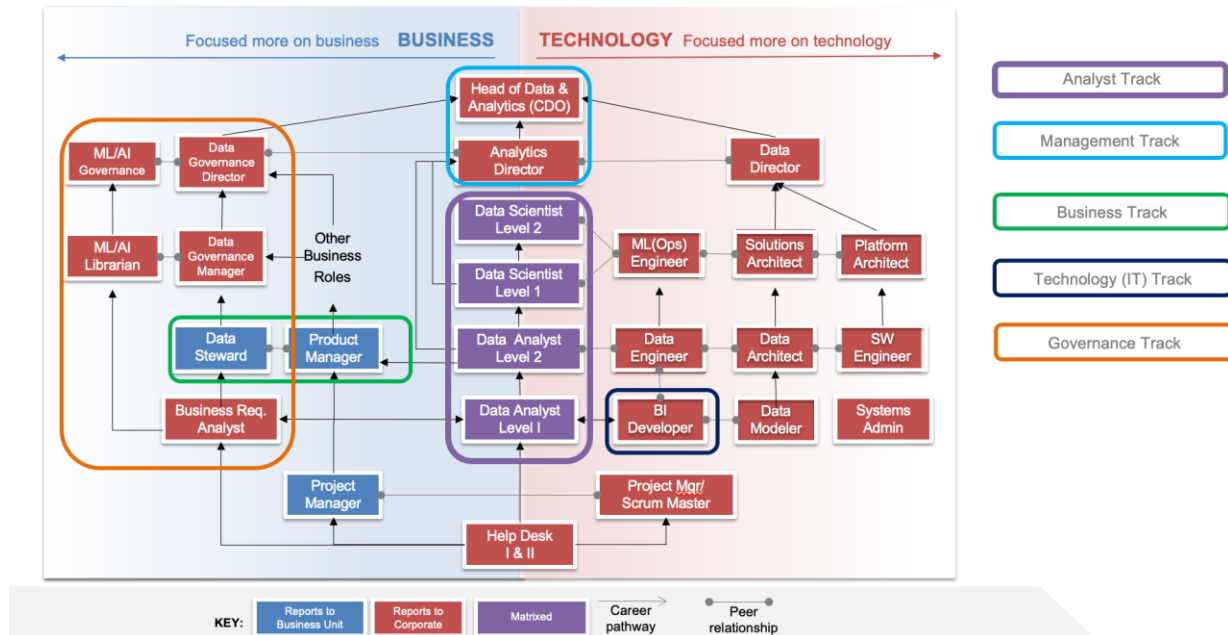 Focused more on business BUSINESS
TECHNOLOGY Focused more on technology
Head of Data &
Analytics (CDO)
ML/AI
Governance
Data
Governance
Director
Analytics
Director
Data
Director
Data Scientist
Level 2
ML/AI
Librarian
Data
Governance
Manager
Other
Business
Roles
Data Scientist
Level 1
ML(Ops)
Engineer
Solutions
Architect
Platform
Architect
Data
Steward
Product
Manager
Data Analyst
Level 2
Data
Engineer
Data
Architect
SW
Engineer
Business Req.
Analyst
Data Analyst
Level I
BI
Developer
Data
Modeler
Systems
Admin
Project
Manager
Project Mgr/
Scrum Master
Help Desk
I & II
Analyst Track
Management Track
Business Track
Technology (IT) Track
Governance Track
KEY:
Reports to
Business Unit
Reports to
Corporate
Matrixed
Career
pathway
Peer
relationship